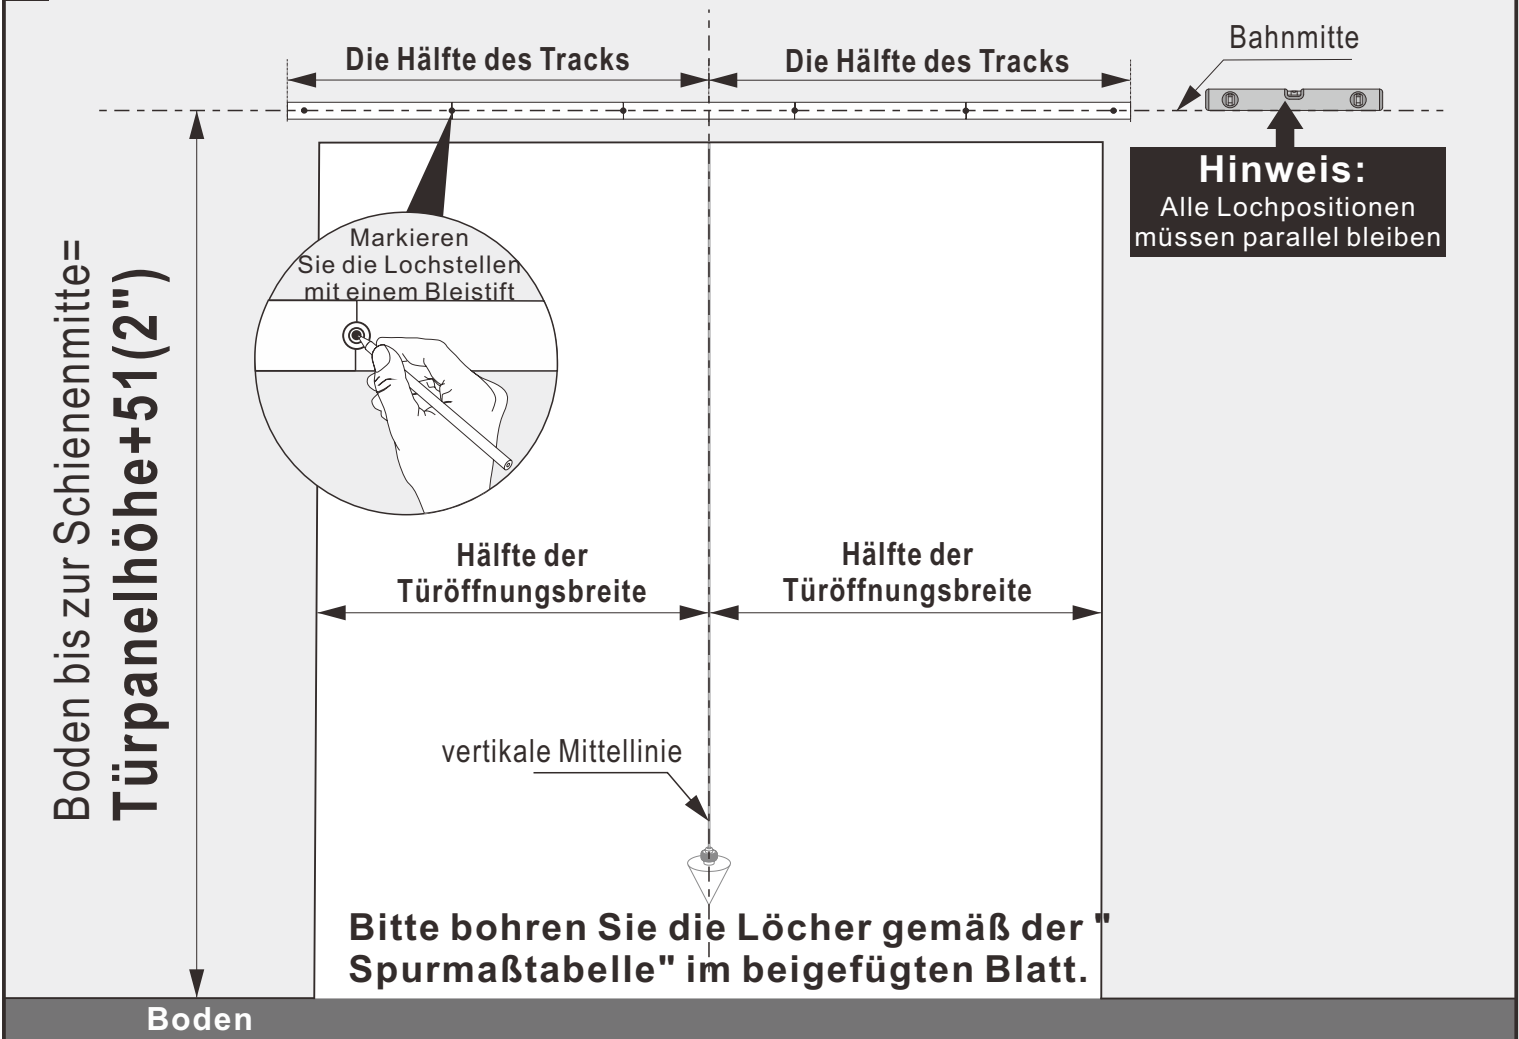 Die Hälfte des Tracks
Die Hälfte des Tracks
Bahnmitte
Hinweis:
Alle Lochpositionen
müssen parallel bleiben
Markieren
Sie die Lochstellen
mit einem Bleistift
Boden bis zur Schienenmitte=
Türpanelhöhe+51(2")
Hälfte der
Türöffnungsbreite
Hälfte der
Türöffnungsbreite
vertikale Mittellinie
Bitte bohren Sie die Löcher gemäß der "
Spurmaßtabelle" im beigefügten Blatt.
Boden